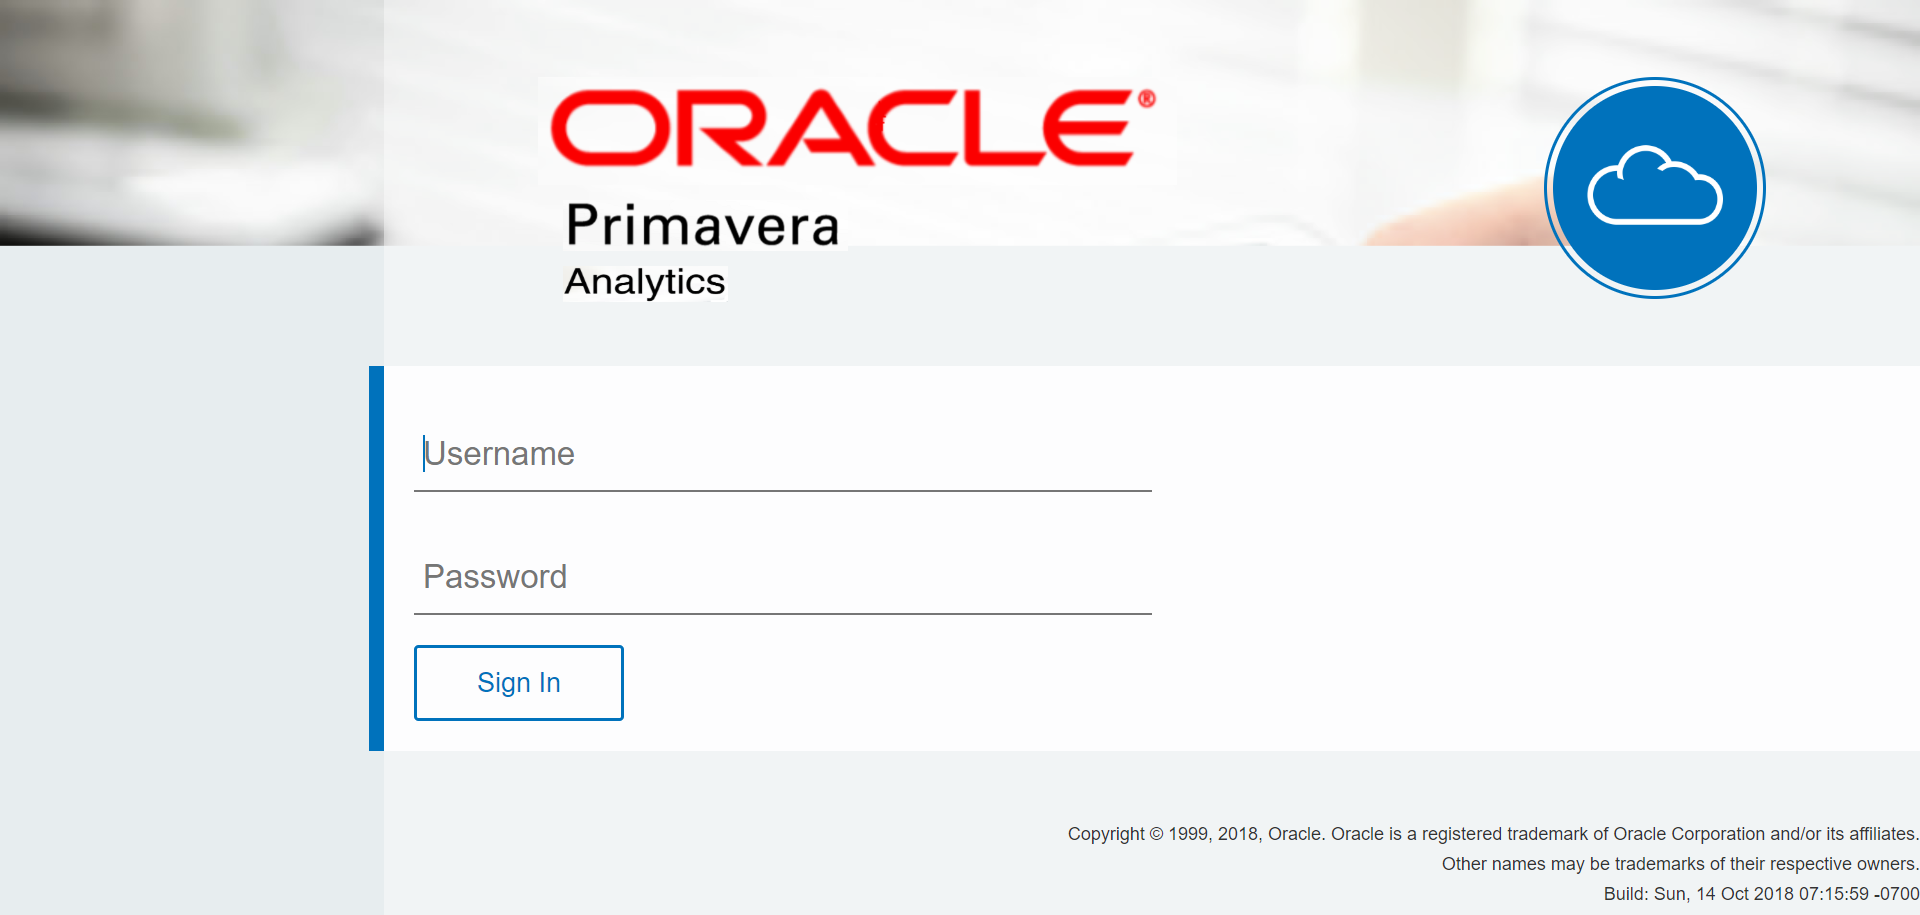 ORACLE®
Primavera
Analytics
Username
Password
Sign In
Copyright © 1999, 2018, Oracle. Oracle is a registered trademark of Oracle Corporation and/or its affiliates.
Other names may be trademarks of their respective owners.
Build: Sun, 14 Oct 2018 07:15:59 -0700